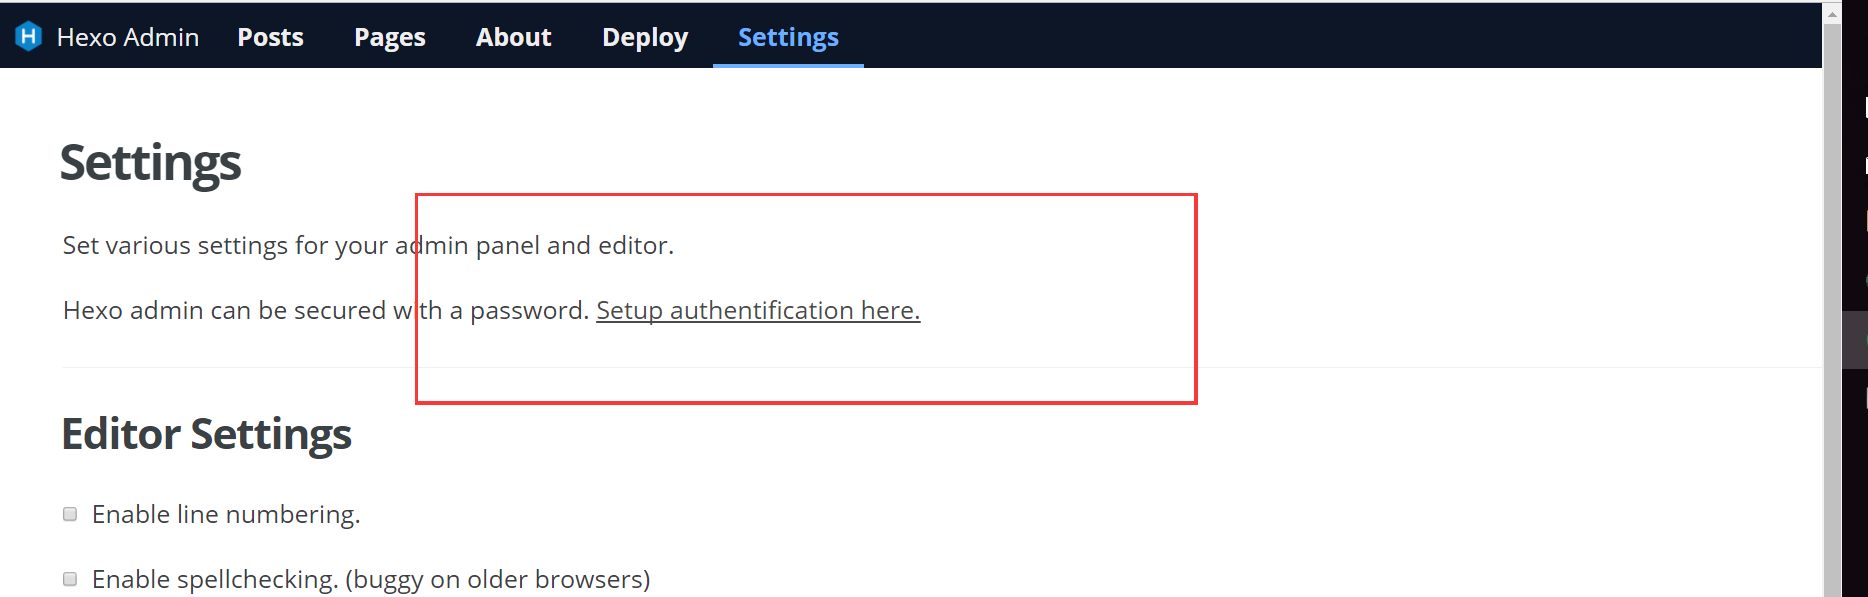 Hexo Admin Posts Pages About Deploy Settings
Settings
Set various settings for your admin panel and editor.
Hexo admin can be secured with a password. Setup authentification here.
Editor Settings
Enable line numbering.
Enable spellchecking. (buggy on older browsers)